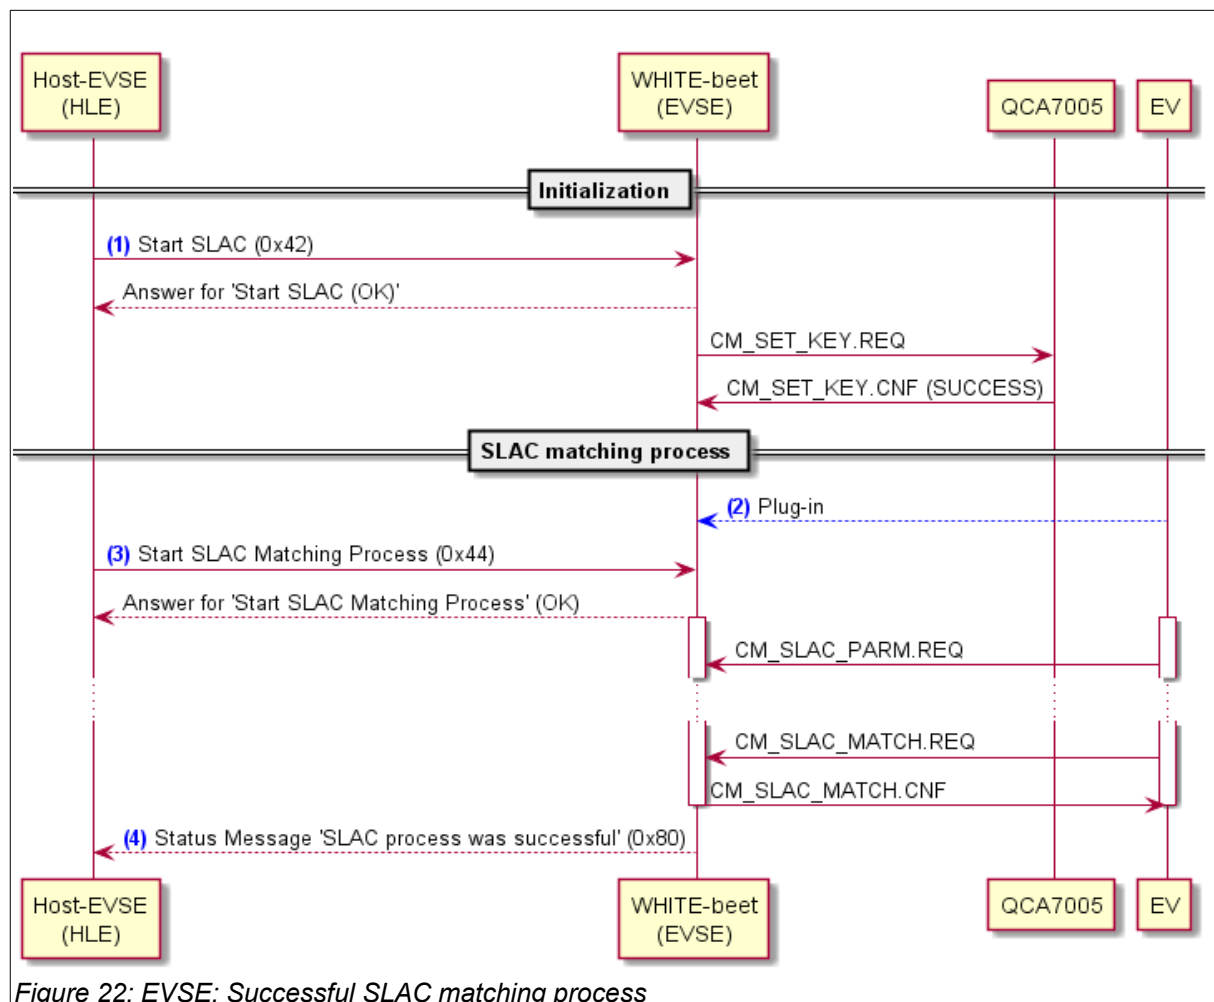 Host-EVSE
(HLE)
WHITE-beet
(EVSE)
QCA7005
EV
Initialization
(1) Start SLAC (0x42)
Answer for 'Start SLAC (OK)'
CM_SET_KEY.REQ
CM_SET_KEY.CNF (SUCCESS)
SLAC matching process
(2) Plug-in
(3) Start SLAC Matching Process (0x44)
Answer for 'Start SLAC Matching Process' (OK)
CM_SLAC_PARM.REQ
CM_SLAC_MATCH.REQ
CM_SLAC_MATCH.CNF
(4) Status Message 'SLAC process was successful' (0x80)
Host-EVSE
(HLE)
WHITE-beet
(EVSE)
QCA7005
EV
Figure 22: EVSE: Successful SLAC matching process